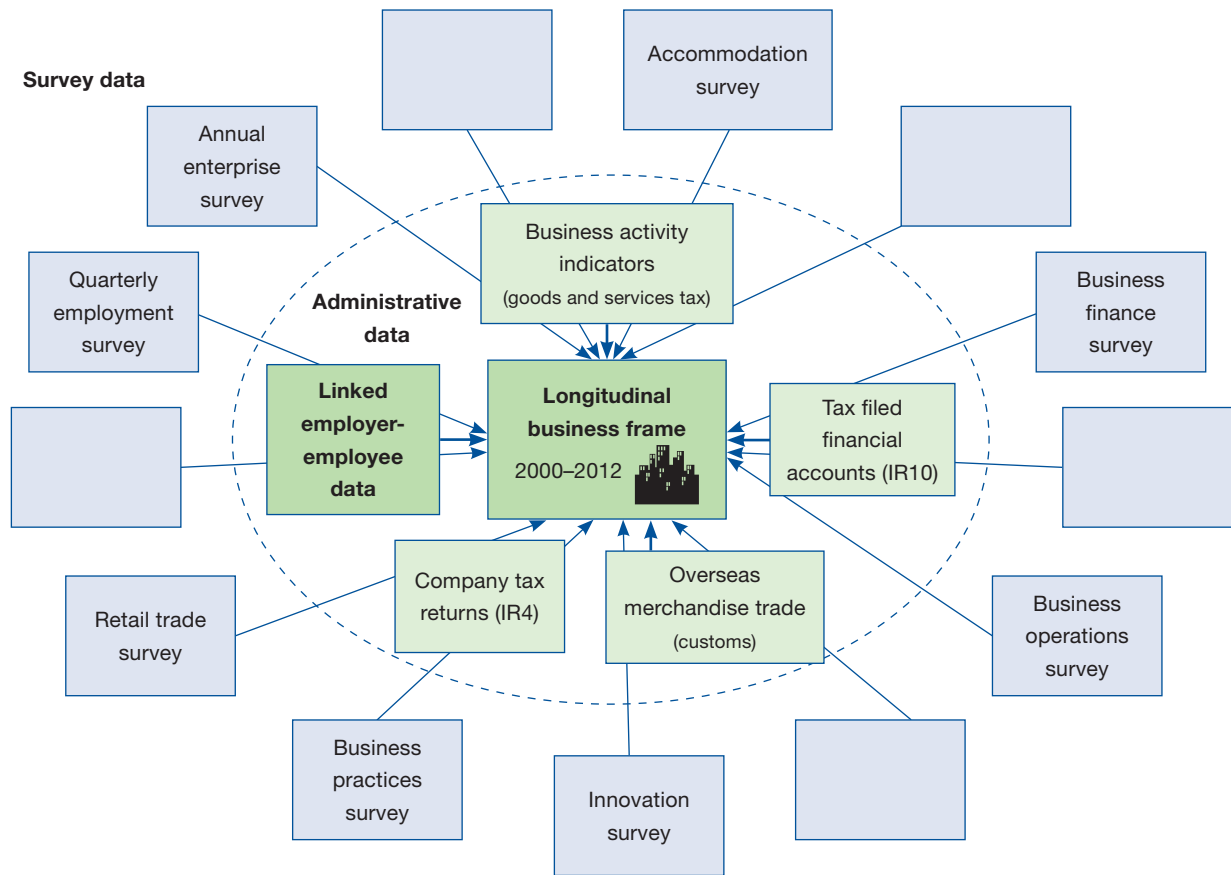 Survey data
Accommodation
survey
Annual
enterprise
survey
Business activity
indicators
(goods and services tax)
Quarterly
employment
survey
Administrative
data
Business
finance
survey
Linked
employer-
employee
data
Longitudinal
business frame
2000–2012
Tax filed
financial
accounts (IR10)
Retail trade
survey
Company tax
returns (IR4)
Overseas
merchandise trade
(customs)
Business
operations
survey
Business
practices
survey
Innovation
survey